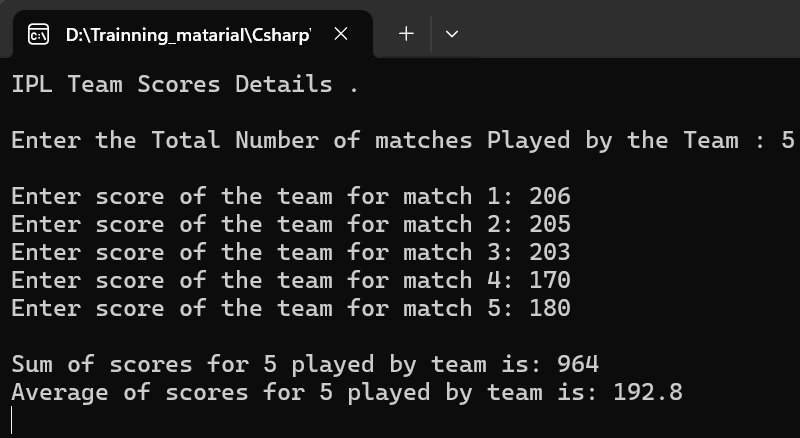 D:\Trainning_matarial\Csharp\
IPL Team Scores Details .
Enter the Total Number of matches Played by the Team : 5
Enter score of the team for match 1: 206
Enter score of the team for match 2: 205
Enter score of the team for match 3: 203
Enter score of the team for match 4: 170
Enter score of the team for match 5: 180
Sum of scores for 5 played by team is: 964
Average of scores for 5 played by team is: 192.8